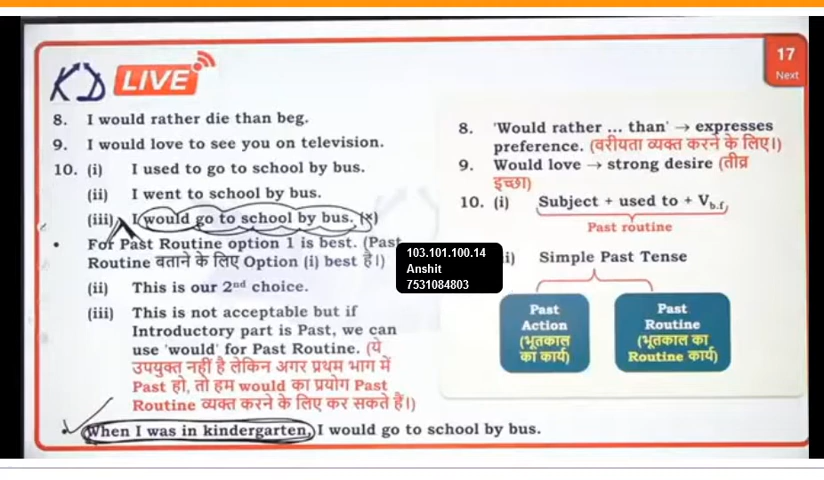 KD LIVE
17
Next
8. I would rather die than beg.
9. I would love to see you on television.
10. (i) I used to go to school by bus.
(ii) I went to school by bus.
(iii) I would go to school by bus. (×)
• For Past Routine option 1 is best. (Past
Routine बताने के लिए Option (i) best है।)
(ii) This is our 2nd choice.
(iii) This is not acceptable but if
Introductory part is Past, we can
use 'would' for Past Routine. (ये
उपयुक्त नहीं है लेकिन अगर प्रथम भाग में
Past हो, तो हम would का प्रयोग Past
Routine व्यक्त करने के लिए कर सकते हैं।)
When I was in kindergarten, I would go to school by bus.
8. 'Would rather ... than' → expresses
preference. (वरीयता व्यक्त करने के लिए।)
9. Would love → strong desire (तीव्र
इच्छा)
10. (i) Subject + used to + Vb.f,
Past routine
i) Simple Past Tense
Past
Action
(भूतकाल
का कार्य)
Past
Routine
(भूतकाल का
Routine कार्य)
103.101.100.14
Anshit
7531084803